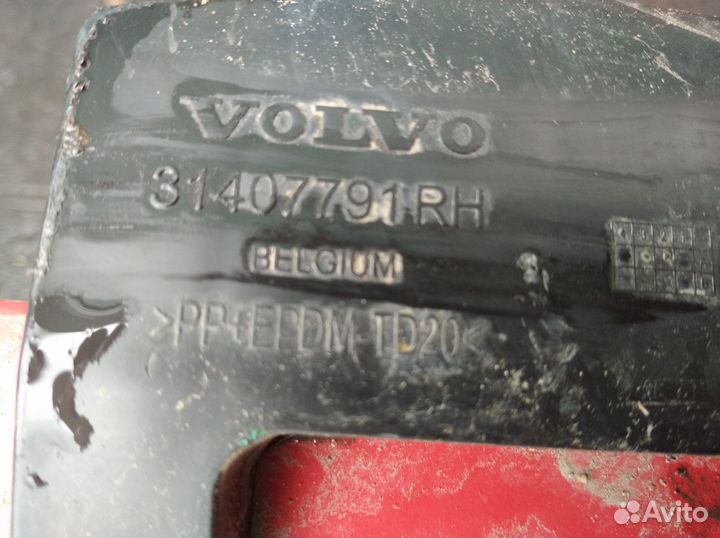 VOLVO
31407791 RH
BELGIUM
>PP+EPDM-TD20<
Avito